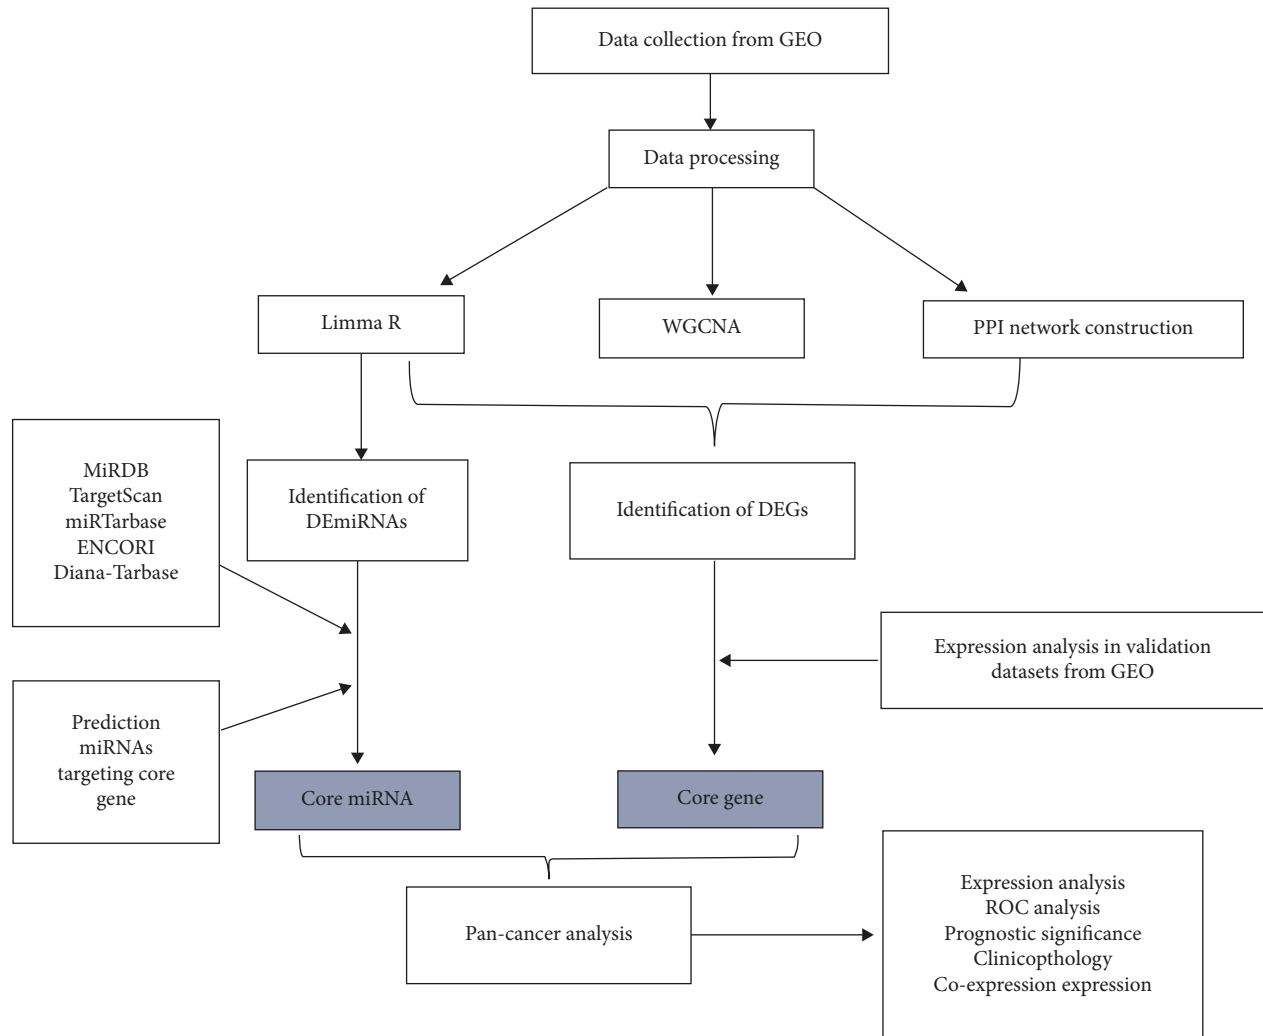 Data collection from GEO
Data processing
Limma R
WGCNA
PPI network construction
MiRDB
TargetScan
miRTarbase
ENCORI
Diana-Tarbase
Identification of
DEmiRNAs
Identification of DEGs
Expression analysis in validation
datasets from GEO
Prediction
miRNAs
targeting core
gene
Core miRNA
Core gene
Pan-cancer analysis
Expression analysis
ROC analysis
Prognostic significance
Clinicopthology
Co-expression expression